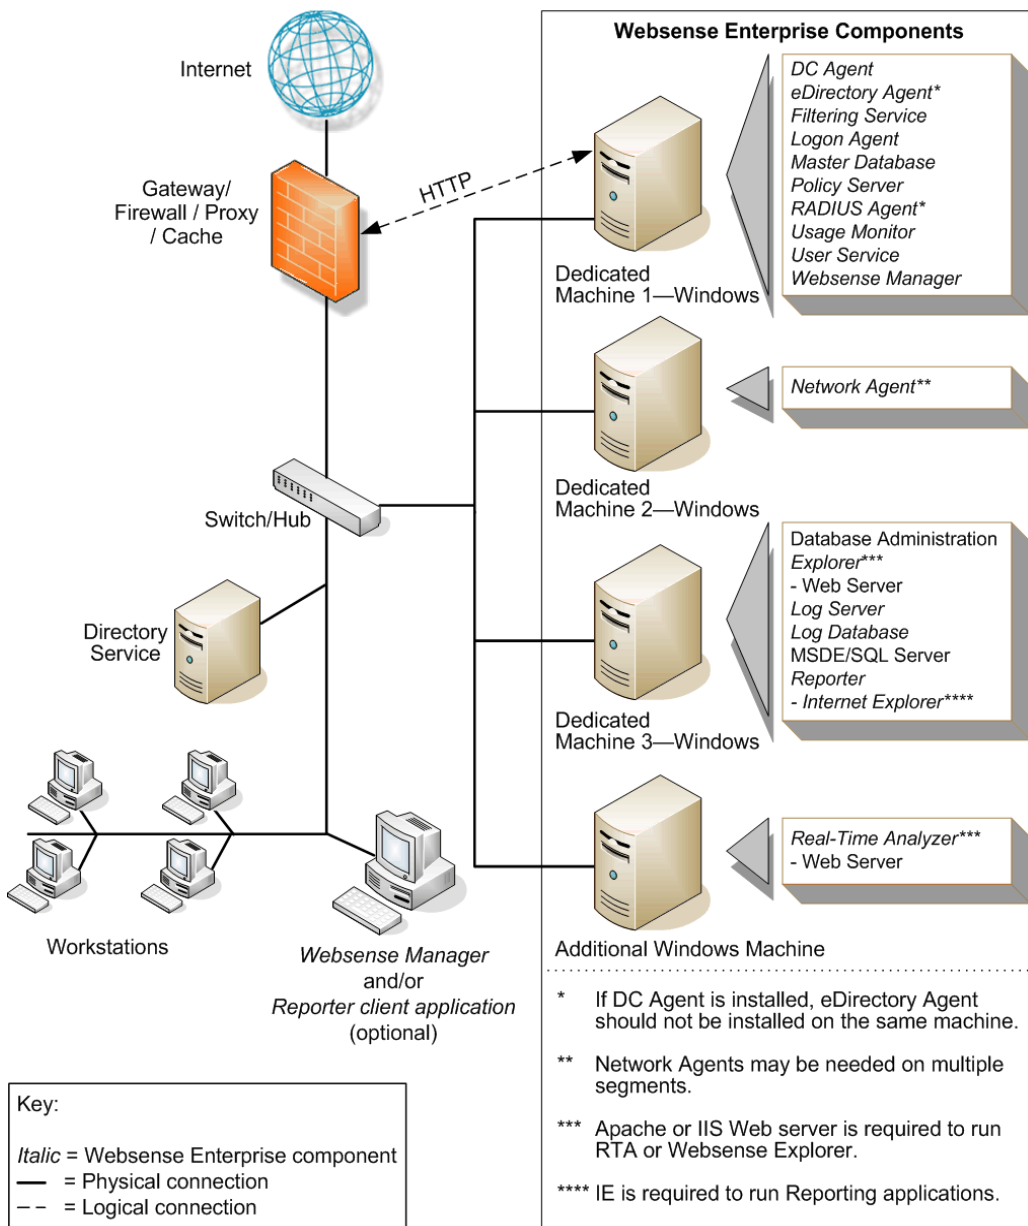 Internet
Gateway/
Firewall / Proxy
/ Cache
HTTP
Switch/Hub
Directory
Service
Workstations
Websense Manager
and/or
Reporter client application
(optional)
Key:
Italic = Websense Enterprise component
= Physical connection
= Logical connection
Websense Enterprise Components
Dedicated
Machine 1—Windows
DC Agent
eDirectory Agent*
Filtering Service
Logon Agent
Master Database
Policy Server
RADIUS Agent*
Usage Monitor
User Service
Websense Manager
Dedicated
Machine 2—Windows
Network Agent**
Dedicated
Machine 3—Windows
Database Administration
Explorer***
- Web Server
Log Server
Log Database
MSDE/SQL Server
Reporter
- Internet Explorer****
Additional Windows Machine
Real-Time Analyzer***
- Web Server
* If DC Agent is installed, eDirectory Agent
should not be installed on the same machine.
** Network Agents may be needed on multiple
segments.
*** Apache or IIS Web server is required to run
RTA or Websense Explorer.
**** IE is required to run Reporting applications.